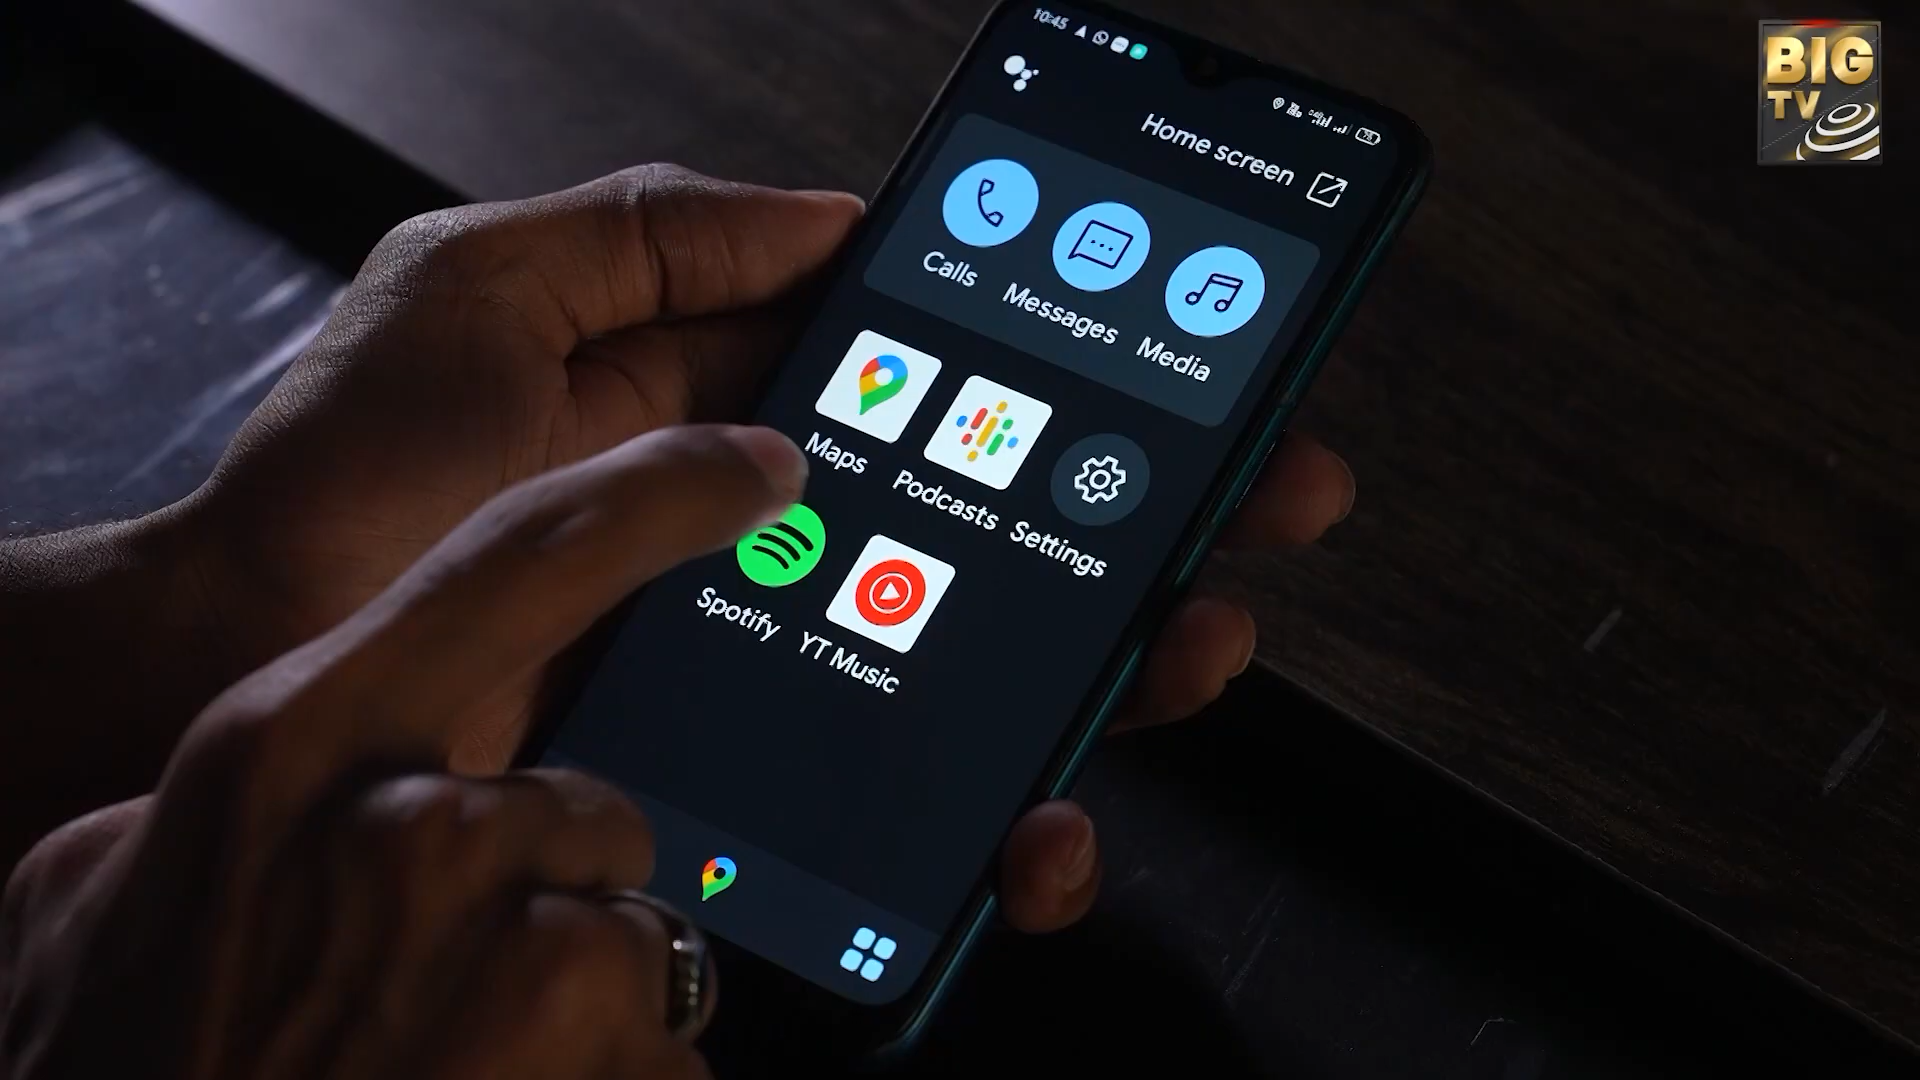 10:45
BIG
TV
Home screen
Calls
Messages
Media
Maps
Podcasts
Settings
Spotify
YT Music